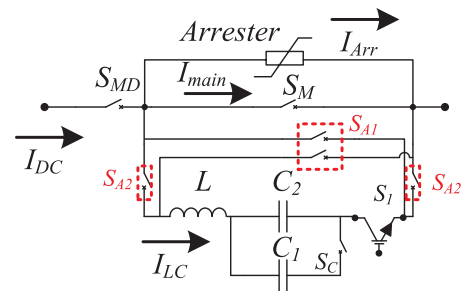 Arrester
I_Arr
S_MD
I_main
S_M
S_A1
I_DC
S_A2
L
C_2
S_1
S_A2
C_1
S_C
I_LC